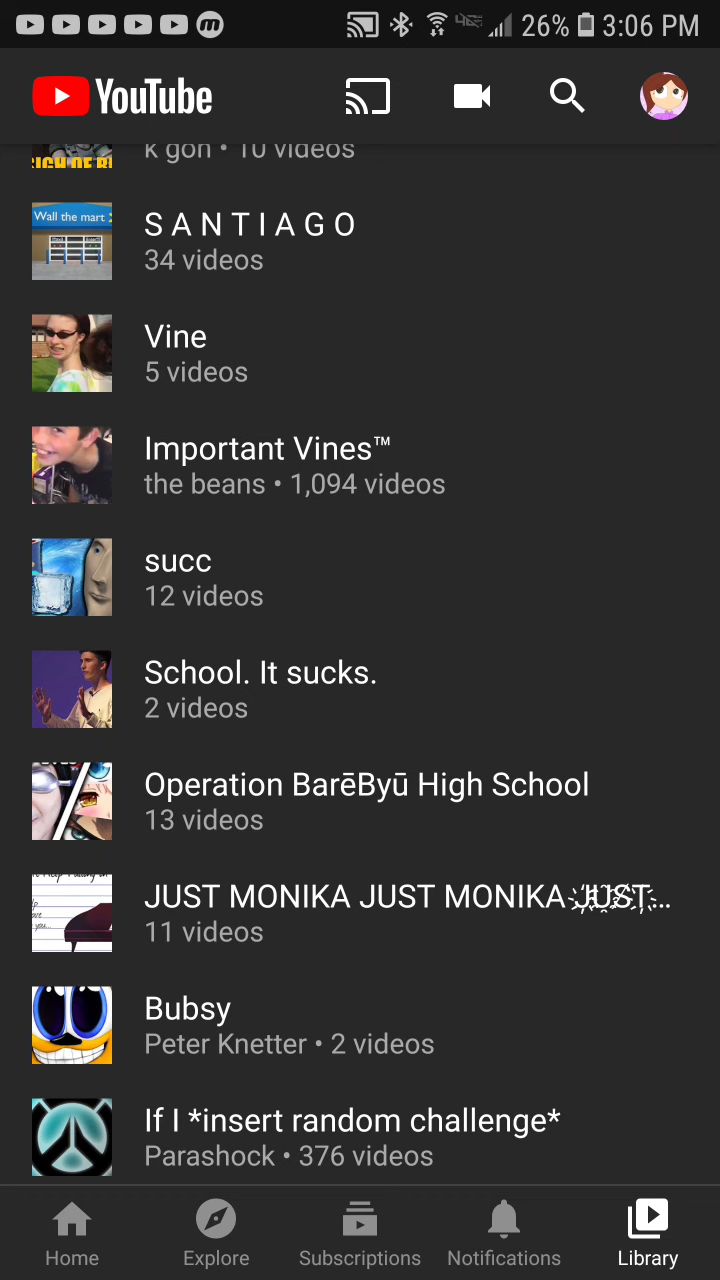 26% 3:06 PM
YouTube
k gon • 10 videos
Wall the mart
S A N T I A G O
34 videos
Vine
5 videos
Important Vines™
the beans • 1,094 videos
succ
12 videos
School. It sucks.
2 videos
Operation BarēByū High School
13 videos
JUST MONIKA JUST MONIKA JUST...
11 videos
Bubsy
Peter Knetter • 2 videos
If I *insert random challenge*
Parashock • 376 videos
Home Explore Subscriptions Notifications Library